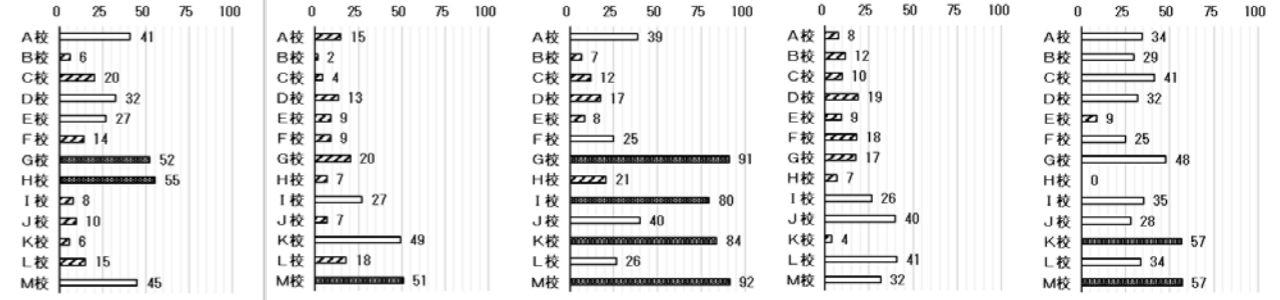 0 25 50 75 100
A校 41
B校 6
C校 20
D校 32
E校 27
F校 14
G校 52
H校 55
I校 8
J校 10
K校 6
L校 15
M校 45
0 25 50 75 100
A校 15
B校 2
C校 4
D校 13
E校 9
F校 9
G校 20
H校 7
I校 27
J校 7
K校 49
L校 18
M校 51
0 25 50 75 100
A校 39
B校 7
C校 12
D校 17
E校 8
F校 25
G校 91
H校 21
I校 80
J校 40
K校 84
L校 26
M校 92
0 25 50 75 100
A校 8
B校 12
C校 10
D校 19
E校 9
F校 18
G校 17
H校 7
I校 26
J校 40
K校 4
L校 41
M校 32
0 25 50 75 100
A校 34
B校 29
C校 41
D校 32
E校 9
F校 25
G校 48
H校 0
I校 35
J校 28
K校 57
L校 34
M校 57